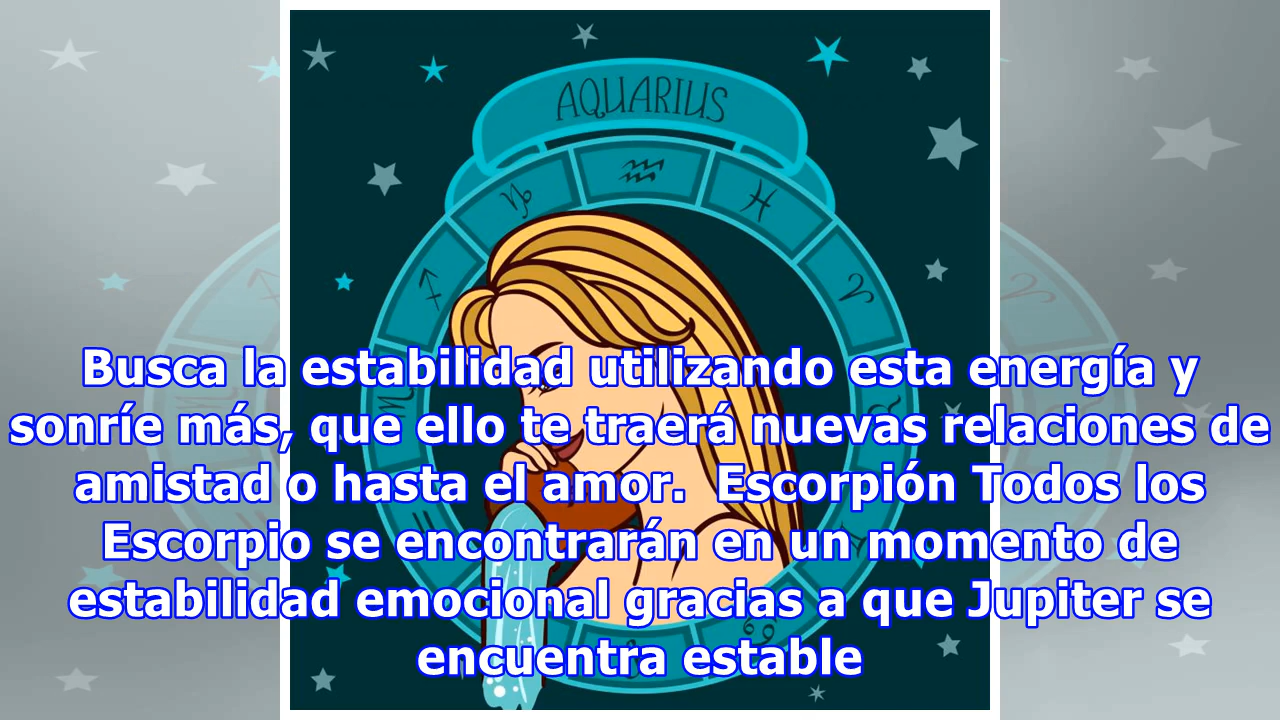 AQUARIUS
Busca la estabilidad utilizando esta energía y
sonríe más, que ello te traerá nuevas relaciones de
amistad o hasta el amor.  Escorpión Todos los
Escorpio se encontrarán en un momento de
estabilidad emocional gracias a que Jupiter se
encuentra estable